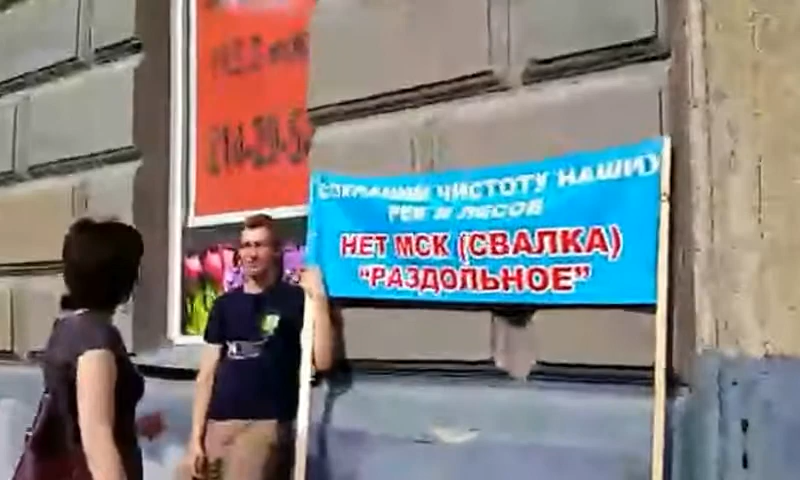 СОХРАНИМ ЧИСТОТУ НАШИХ
РЕК И ЛЕСОВ
НЕТ МСК (СВАЛКА)
"РАЗДОЛЬНОЕ"